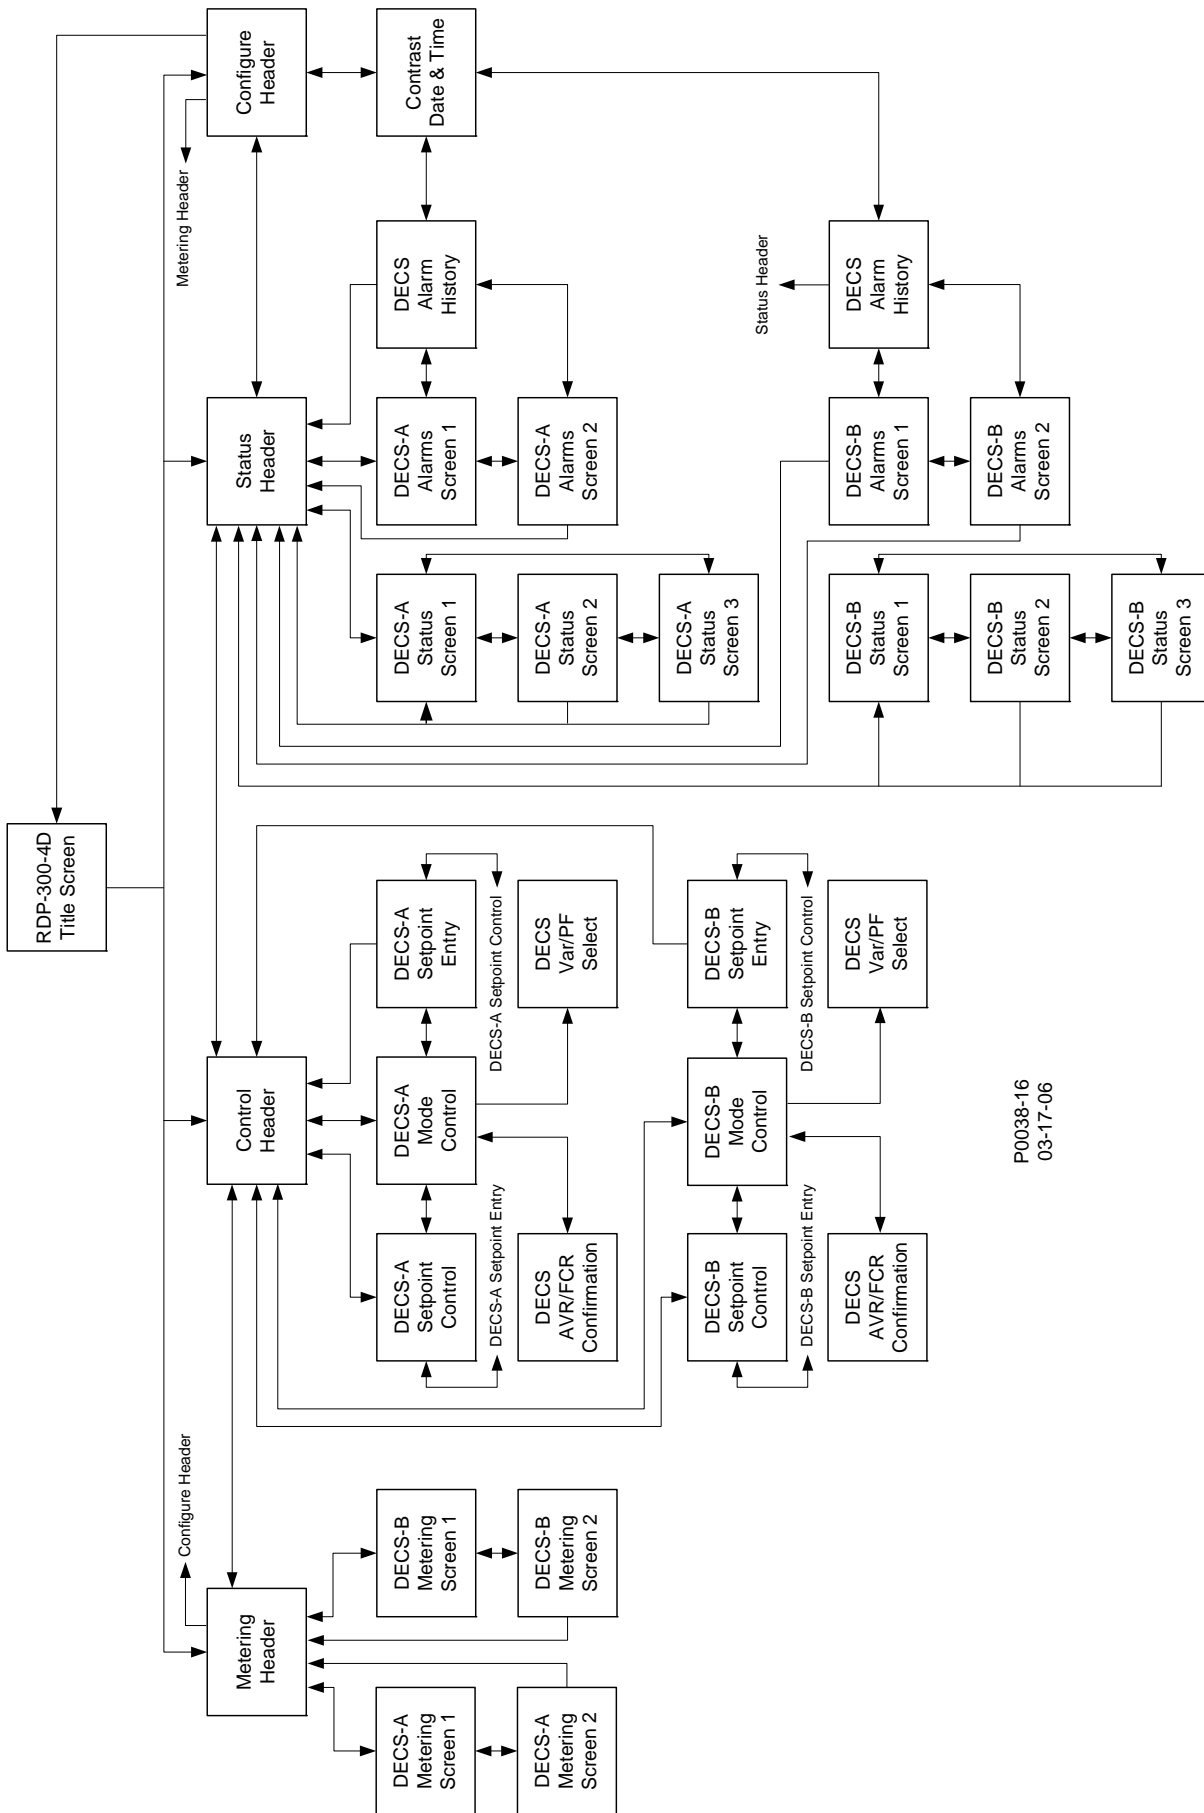 RDP-300-4D
Title Screen
Metering
Header
Configure Header
Control
Header
Status
Header
Configure
Header
Metering Header
DECS-A
Metering
Screen 1
DECS-B
Metering
Screen 1
DECS-A
Setpoint
Control
DECS-A
Mode
Control
DECS-A
Setpoint
Entry
DECS-A
Status
Screen 1
DECS-A
Alarms
Screen 1
DECS
Alarm
History
Contrast
Date & Time
DECS-A Setpoint Entry
DECS-A Setpoint Control
DECS-A
Metering
Screen 2
DECS-B
Metering
Screen 2
DECS
AVR/FCR
Confirmation
DECS
Var/PF
Select
DECS-A
Status
Screen 2
DECS-A
Alarms
Screen 2
DECS-A
Status
Screen 3
DECS-B
Setpoint
Control
DECS-B
Mode
Control
DECS-B
Setpoint
Entry
DECS-B Setpoint Entry
DECS-B Setpoint Control
DECS
AVR/FCR
Confirmation
DECS
Var/PF
Select
Status Header
DECS-B
Status
Screen 1
DECS-B
Alarms
Screen 1
DECS
Alarm
History
DECS-B
Status
Screen 2
DECS-B
Alarms
Screen 2
DECS-B
Status
Screen 3
P0038-16
03-17-06